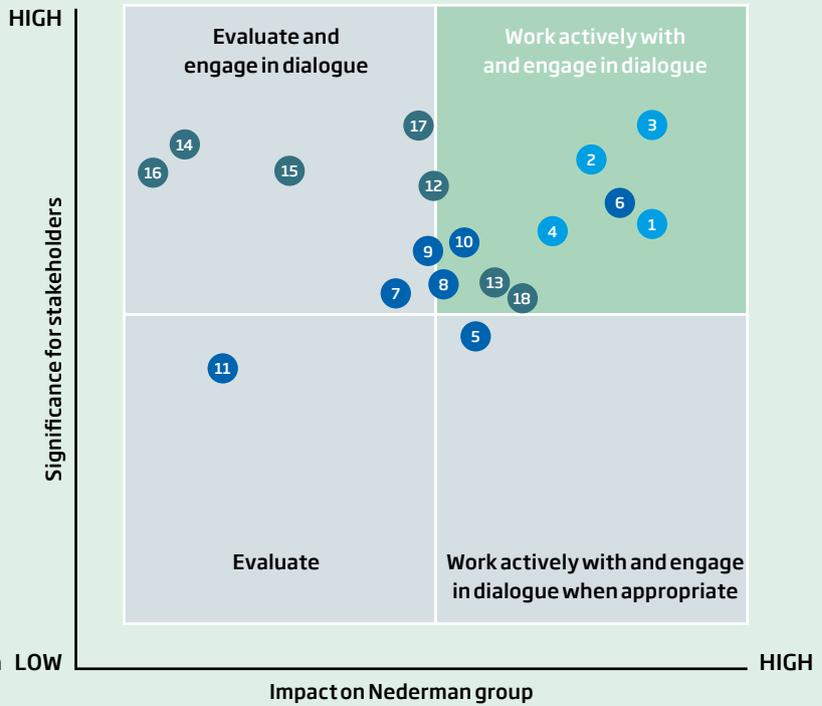 HIGH
Evaluate and
engage in dialogue
Work actively with
and engage in dialogue
17
3
14
2
16
15
12
6
1
4
10
9
8
13
7
18
5
11
Significance for stakeholders
Evaluate
Work actively with and engage
in dialogue when appropriate
LOW
HIGH
Impact on Nederman group